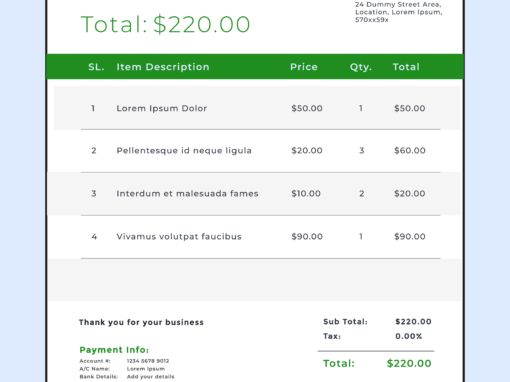 Total: $220.00
24 Dummy Street Area,
Location, Lorem Ipsum,
570xx59x
SL. Item Description Price Qty. Total
1 Lorem Ipsum Dolor $50.00 1 $50.00
2 Pellentesque id neque ligula $20.00 3 $60.00
3 Interdum et malesuada fames $10.00 2 $20.00
4 Vivamus volutpat faucibus $90.00 1 $90.00
Thank you for your business
Sub Total: $220.00
Tax: 0.00%
Payment Info:
Account #: 1234 5678 9012
A/C Name: Lorem Ipsum
Bank Details: Add your details
Total: $220.00